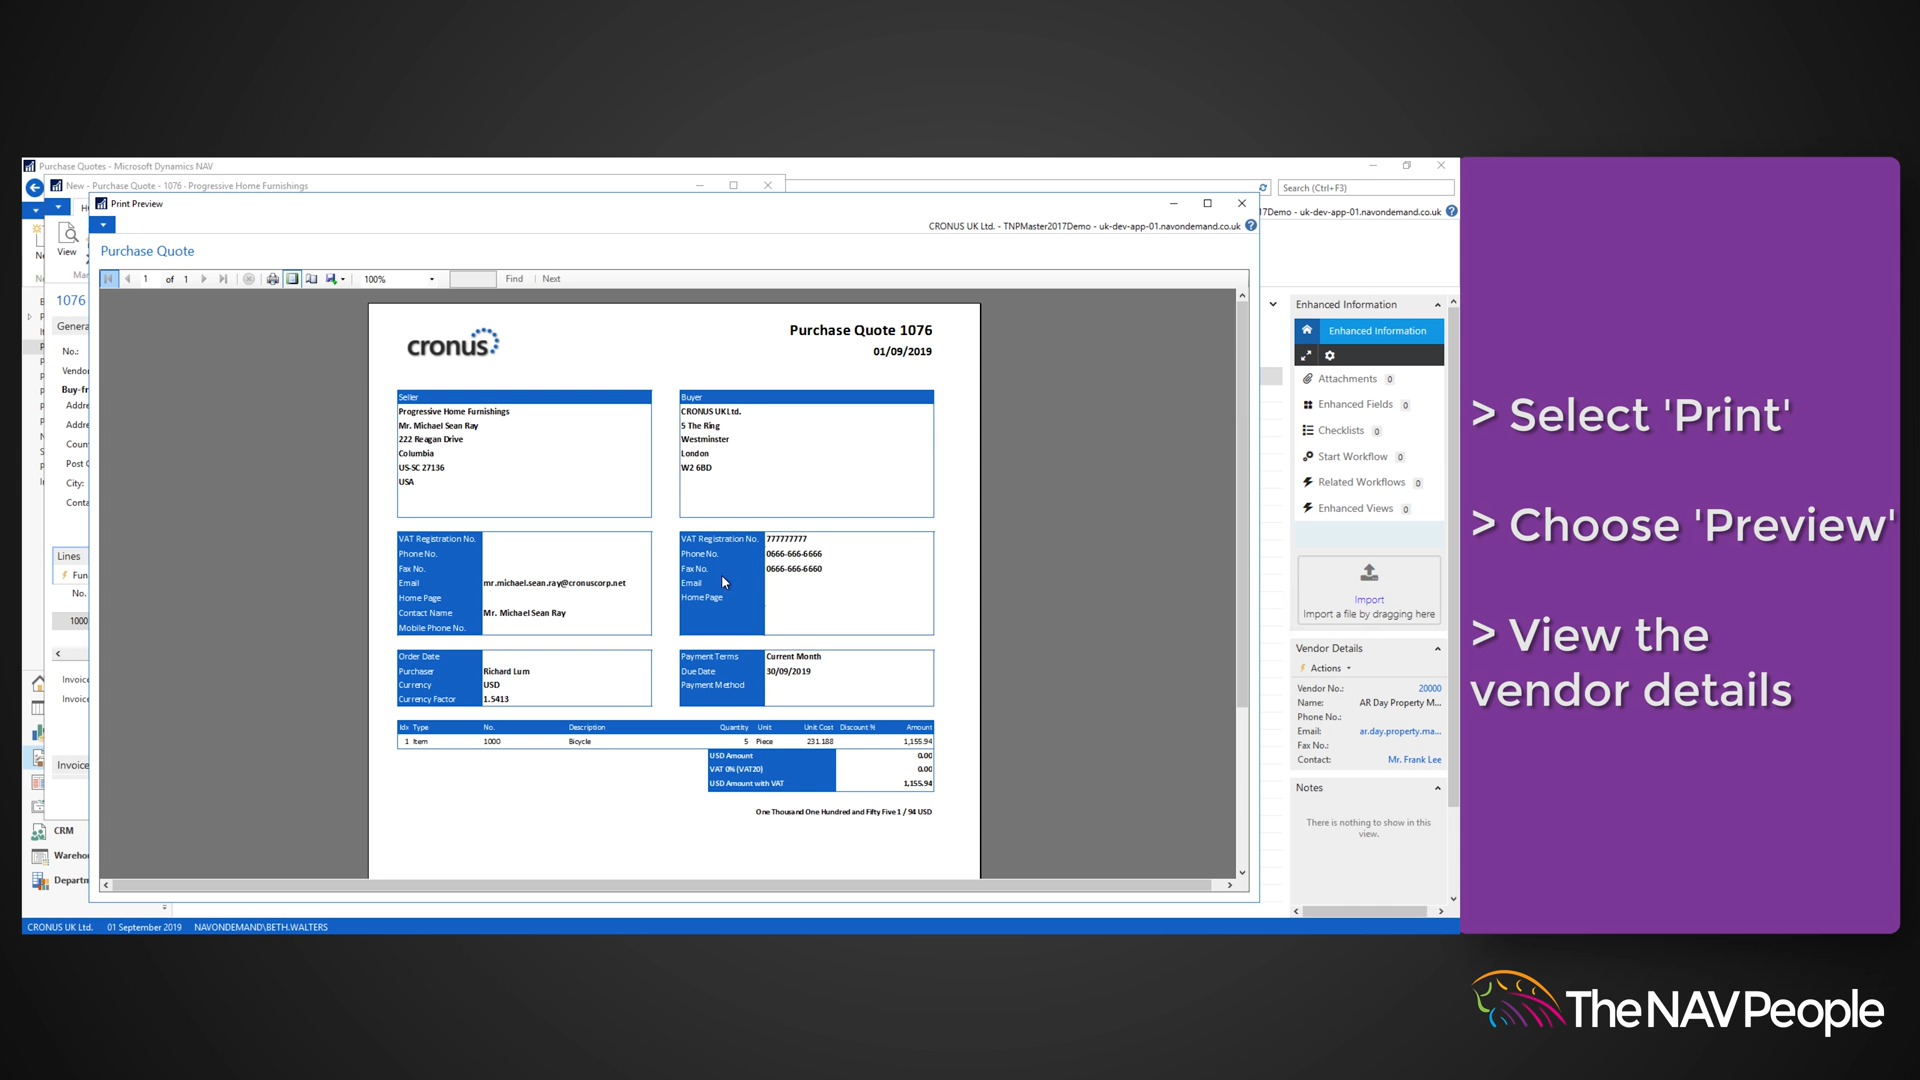 Purchase Quotes - Microsoft Dynamics NAV
New - Purchase Quote - 1076 - Progressive Home Furnishings
Search (Ctrl+F3)
Print Preview
17Demo - uk-dev-app-01.navondemand.co.uk
CRONUS UK Ltd. - TNPMaster2017Demo - uk-dev-app-01.navondemand.co.uk
View
Purchase Quote
1 of 1
100%
Find
Next
1076
No.:
Lines
No.
1000
City:
CRM
cronus
Purchase Quote 1076
01/09/2019
Seller
Progressive Home Furnishings
Mr. Michael Sean Ray
222 Reagan Drive
Columbia
US-SC 27136
USA
Buyer
CRONUS UK Ltd.
5 The Ring
Westminster
London
W2 6BD
VAT Registration No.
Phone No.
Fax No.
Email mr.michael.sean.ray@cronuscorp.net
Home Page
Contact Name Mr. Michael Sean Ray
Mobile Phone No.
VAT Registration No. 777777777
Phone No. 0666-666-6666
Fax No. 0666-666-6660
Email
Home Page
Order Date
Purchaser Richard Lum
Currency USD
Currency Factor 1.5413
Payment Terms Current Month
Due Date 30/09/2019
Payment Method
Idx Type No. Description Quantity Unit Unit Cost Discount % Amount
1 Item 1000 Bicycle 5 Piece 231.188 1,155.94
USD Amount 0.00
VAT 0% (VAT20) 0.00
USD Amount with VAT 1,155.94
One Thousand One Hundred and Fifty Five 1 / 94 USD
Enhanced Information
Enhanced Information
Attachments 0
Enhanced Fields 0
Checklists 0
Start Workflow 0
Related Workflows 0
Enhanced Views 0
Import
Import a file by dragging here
Vendor Details
Actions
Vendor No.: 20000
Name: AR Day Property M...
Phone No.:
Email: ar.day.property.ma...
Fax No.:
Contact: Mr. Frank Lee
Notes
There is nothing to show in this
view.
CRONUS UK Ltd. 01 September 2019 NAVONDEMAND\BETH.WALTERS
> Select 'Print'
> Choose 'Preview'
> View the
vendor details
TheNAVPeople